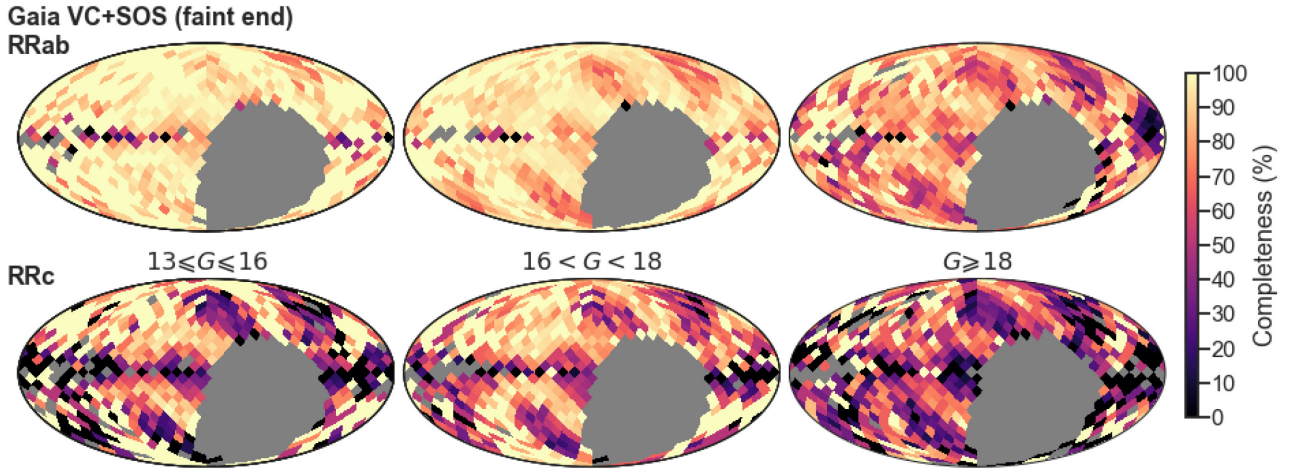 Gaia VC+SOS (faint end)
RRab
100
90
80
70
60
50
40
30
20
10
0
Completeness (%)
13⩽G⩽16
16 < G < 18
G⩾18
RRc